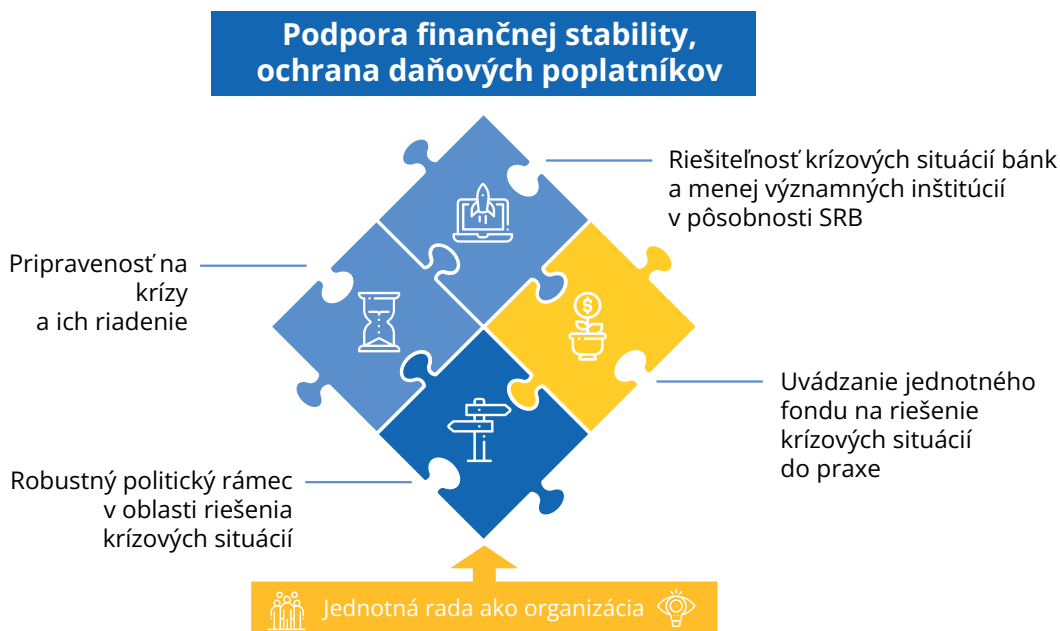 Podpora finančnej stability,
ochrana daňových poplatníkov
Riešiteľnosť krízových situácií bánk
a menej významných inštitúcií
v pôsobnosti SRB
Pripravenosť na
krízy
a ich riadenie
Uvádzanie jednotného
fondu na riešenie
krízových situácií
do praxe
Robustný politický rámec
v oblasti riešenia
krízových situácií
Jednotná rada ako organizácia